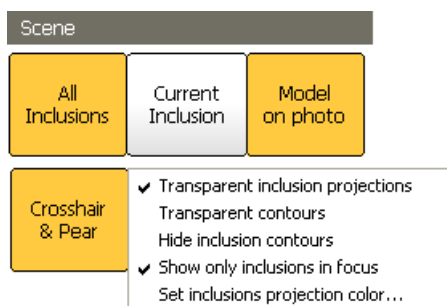 Scene
All
Inclusions
Current
Inclusion
Model
on photo
Crosshair
& Pear
Transparent inclusion projections
Transparent contours
Hide inclusion contours
Show only inclusions in focus
Set inclusions projection color...